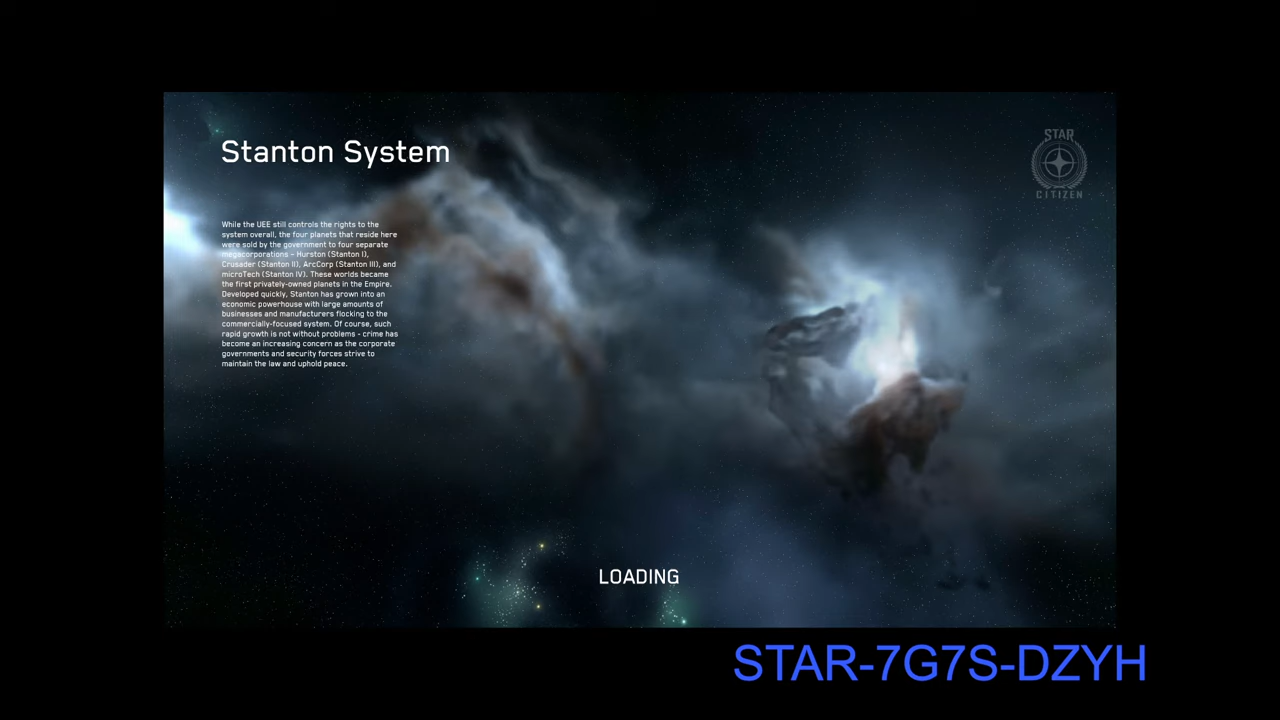 Stanton System
STAR
CITIZEN
While the UEE still controls the rights to the
system overall, the four planets that reside here
were sold by the government to four separate
megacorporations - Hurston (Stanton I),
Crusader (Stanton II), ArcCorp (Stanton III), and
microTech (Stanton IV). These worlds became
the first privately-owned planets in the Empire.
Developed quickly, Stanton has grown into an
economic powerhouse with large amounts of
businesses and manufacturers flocking to the
commercially-focused system. Of course, such
rapid growth is not without problems - crime has
become an increasing concern as the corporate
governments and security forces strive to
maintain the law and uphold peace.
LOADING
STAR-7G7S-DZYH